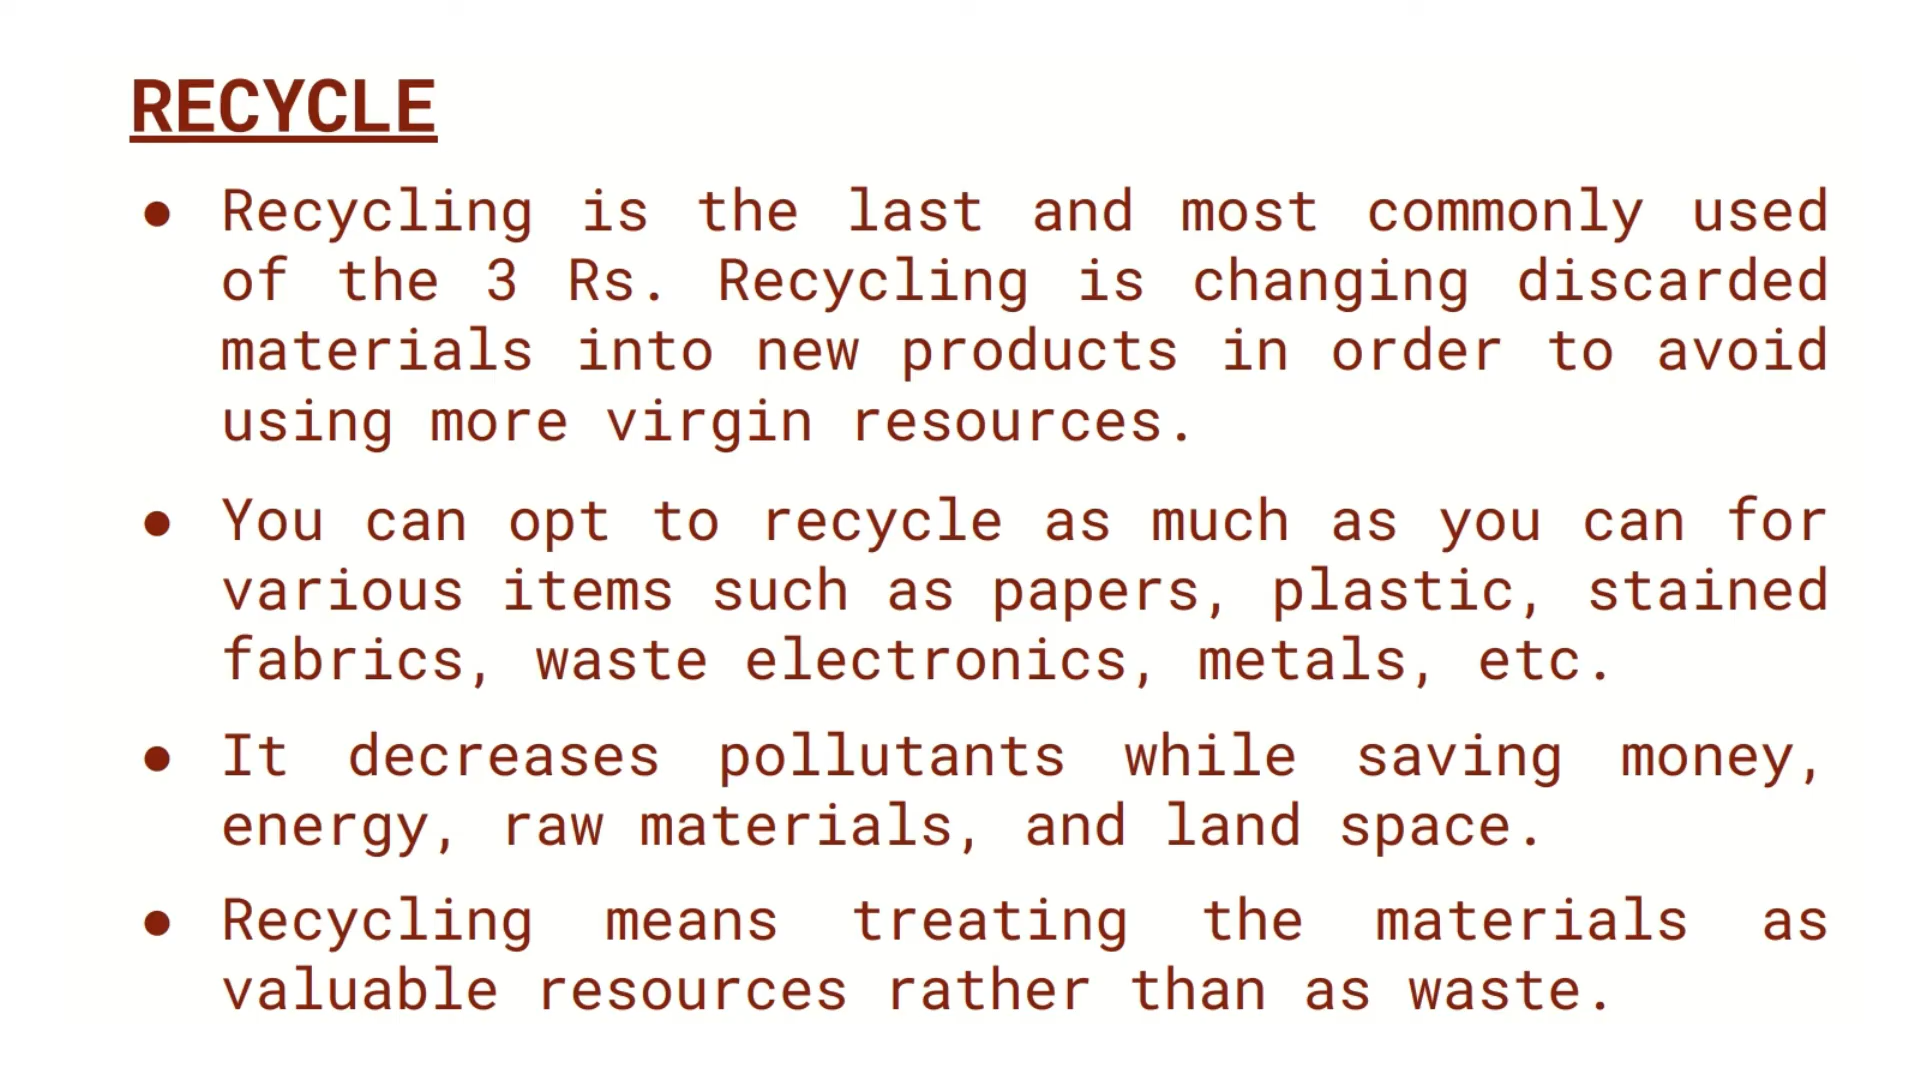 RECYCLE
● Recycling is the last and most commonly used
of the 3 Rs. Recycling is changing discarded
materials into new products in order to avoid
using more virgin resources.
● You can opt to recycle as much as you can for
various items such as papers, plastic, stained
fabrics, waste electronics, metals, etc.
● It decreases pollutants while saving money,
energy, raw materials, and land space.
● Recycling means treating the materials as
valuable resources rather than as waste.